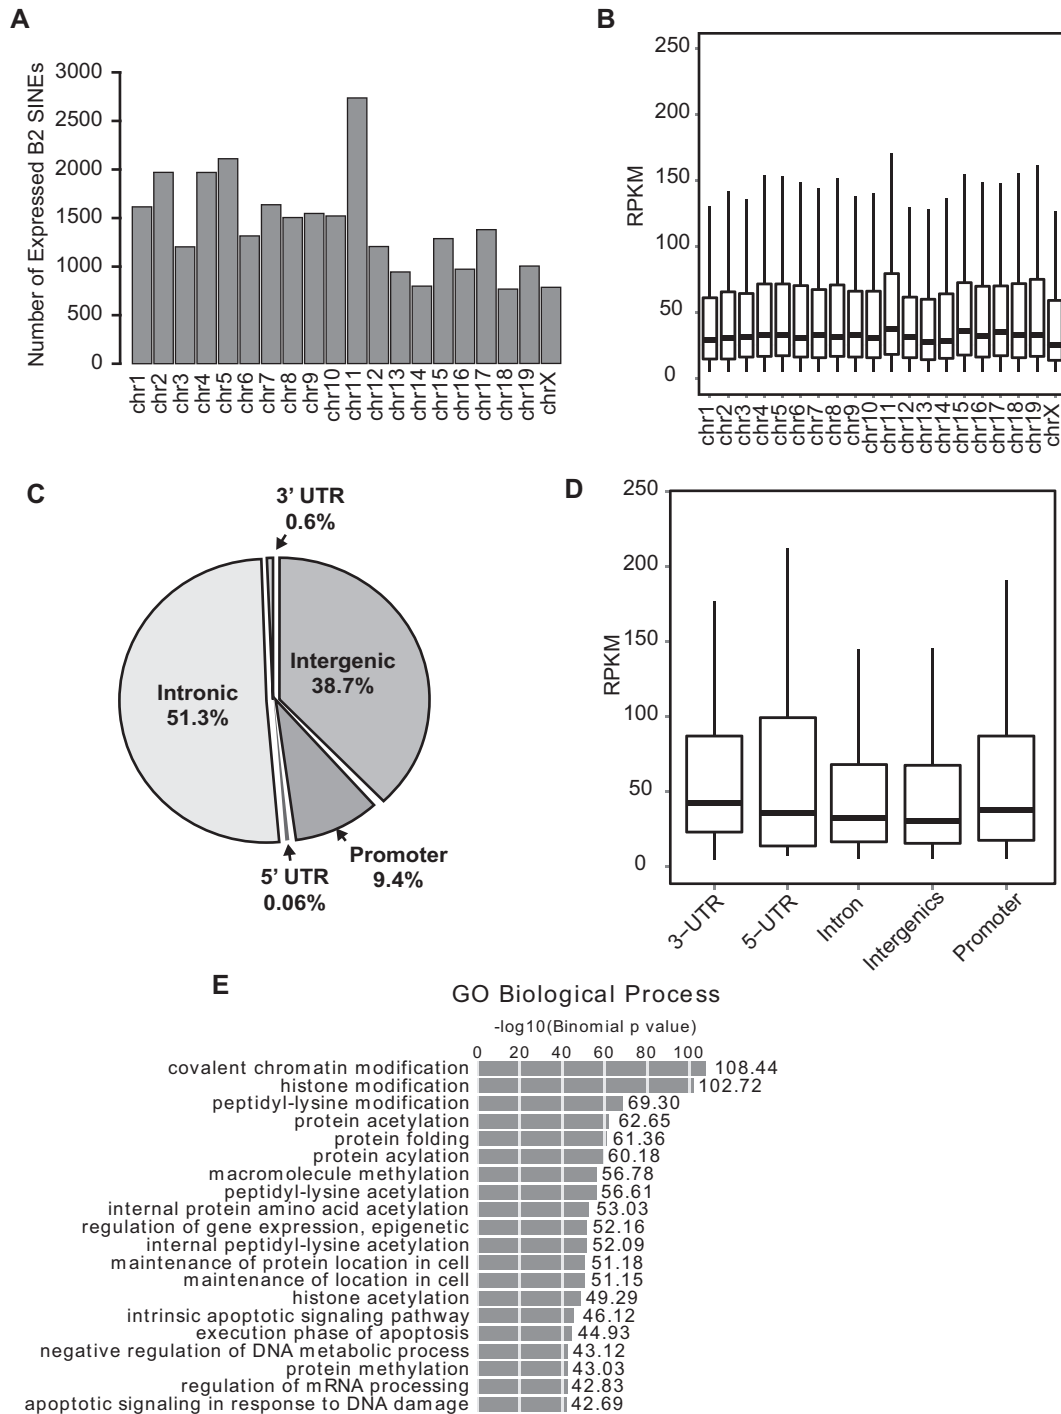 A
Number of Expressed B2 SINEs
3000
2500
2000
1500
1000
500
0
chr1
chr2
chr3
chr4
chr5
chr6
chr7
chr8
chr9
chr10
chr11
chr12
chr13
chr14
chr15
chr16
chr17
chr18
chr19
chrX
B
RPKM
250
200
150
100
50
0
chr1
chr2
chr3
chr4
chr5
chr6
chr7
chr8
chr9
chr10
chr11
chr12
chr13
chr14
chr15
chr16
chr17
chr18
chr19
chrX
C
3’ UTR
0.6%
Intergenic
38.7%
Intronic
51.3%
Promoter
9.4%
5’ UTR
0.06%
D
RPKM
250
200
150
100
50
0
3−UTR
5−UTR
Intron
Intergenics
Promoter
E
GO Biological Process
-log10(Binomial p value)
0 20 40 60 80 100
covalent chromatin modification 108.44
histone modification 102.72
peptidyl-lysine modification 69.30
protein acetylation 62.65
protein folding 61.36
protein acylation 60.18
macromolecule methylation 56.78
peptidyl-lysine acetylation 56.61
internal protein amino acid acetylation 53.03
regulation of gene expression, epigenetic 52.16
internal peptidyl-lysine acetylation 52.09
maintenance of protein location in cell 51.18
maintenance of location in cell 51.15
histone acetylation 49.29
intrinsic apoptotic signaling pathway 46.12
execution phase of apoptosis 44.93
negative regulation of DNA metabolic process 43.12
protein methylation 43.03
regulation of mRNA processing 42.83
apoptotic signaling in response to DNA damage 42.69